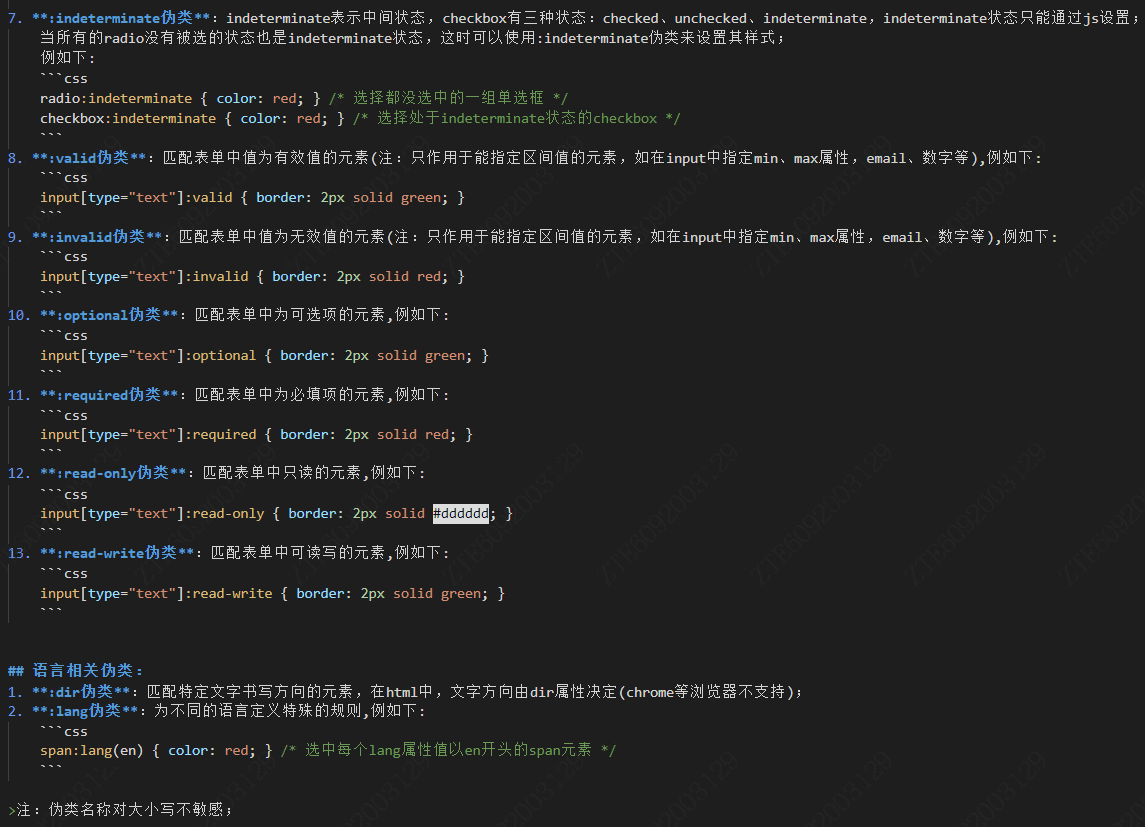 7. **:indeterminate伪类**：indeterminate表示中间状态，checkbox有三种状态：checked、unchecked、indeterminate，indeterminate状态只能通过js设置；
当所有的radio没有被选的状态也是indeterminate状态，这时可以使用:indeterminate伪类来设置其样式；
例如下：
```css
radio:indeterminate { color: red; } /* 选择都没选中的一组单选框 */
checkbox:indeterminate { color: red; } /* 选择处于indeterminate状态的checkbox */
```
8. **:valid伪类**：匹配表单中值为有效值的元素(注：只作用于能指定区间值的元素，如在input中指定min、max属性，email、数字等),例如下：
```css
input[type="text"]:valid { border: 2px solid green; }
```
9. **:invalid伪类**：匹配表单中值为无效值的元素(注：只作用于能指定区间值的元素，如在input中指定min、max属性，email、数字等),例如下：
```css
input[type="text"]:invalid { border: 2px solid red; }
```
10. **:optional伪类**：匹配表单中为可选项的元素,例如下：
```css
input[type="text"]:optional { border: 2px solid green; }
```
11. **:required伪类**：匹配表单中为必填项的元素,例如下：
```css
input[type="text"]:required { border: 2px solid red; }
```
12. **:read-only伪类**：匹配表单中只读的元素,例如下：
```css
input[type="text"]:read-only { border: 2px solid #dddddd; }
```
13. **:read-write伪类**：匹配表单中可读写的元素,例如下：
```css
input[type="text"]:read-write { border: 2px solid green; }
```
## 语言相关伪类：
1. **:dir伪类**：匹配特定文字书写方向的元素，在html中，文字方向由dir属性决定(chrome等浏览器不支持)；
2. **:lang伪类**：为不同的语言定义特殊的规则,例如下：
```css
span:lang(en) { color: red; } /* 选中每个lang属性值以en开头的span元素 */
```
>注：伪类名称对大小写不敏感；